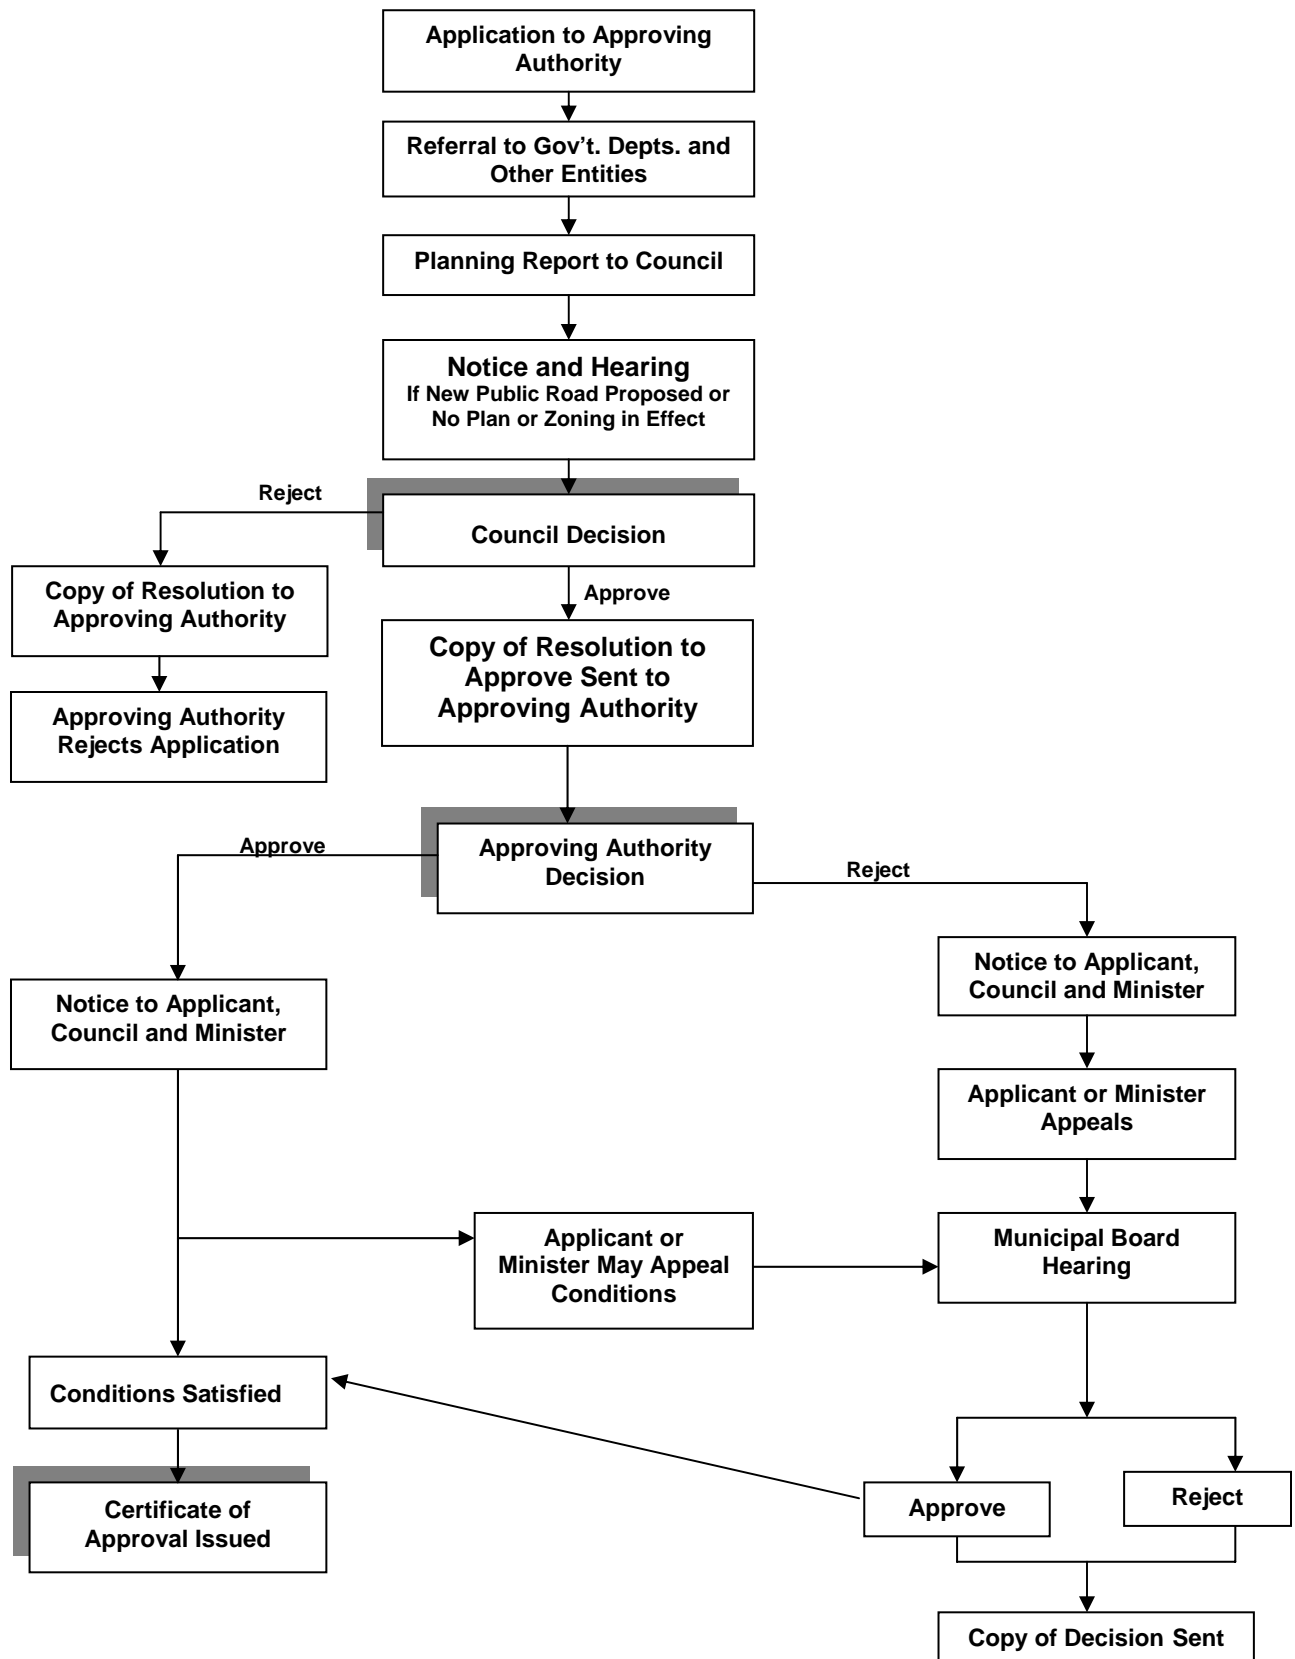 Application to Approving
Authority
Referral to Gov't. Depts. and
Other Entities
Planning Report to Council
Notice and Hearing
If New Public Road Proposed or
No Plan or Zoning in Effect
Reject
Council Decision
Copy of Resolution to
Approving Authority
Approve
Copy of Resolution to
Approve Sent to
Approving Authority
Approving Authority
Rejects Application
Approve
Approving Authority
Decision
Reject
Notice to Applicant,
Council and Minister
Notice to Applicant,
Council and Minister
Applicant or Minister
Appeals
Applicant or
Minister May Appeal
Conditions
Municipal Board
Hearing
Conditions Satisfied
Certificate of
Approval Issued
Approve
Reject
Copy of Decision Sent